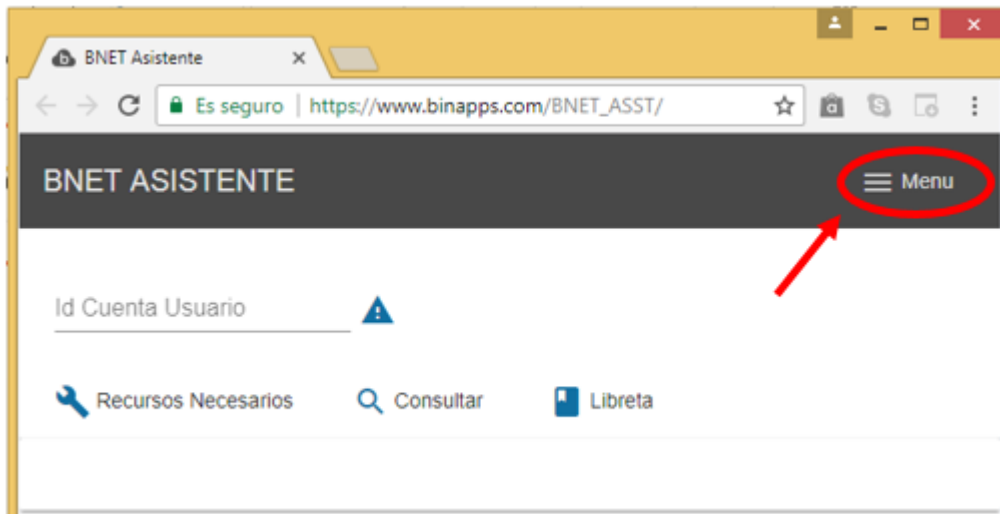 BNET Asistente
Es seguro | https://www.binapps.com/BNET_ASST/
BNET ASISTENTE
Menu
Id Cuenta Usuario
Recursos Necesarios Consultar Libreta